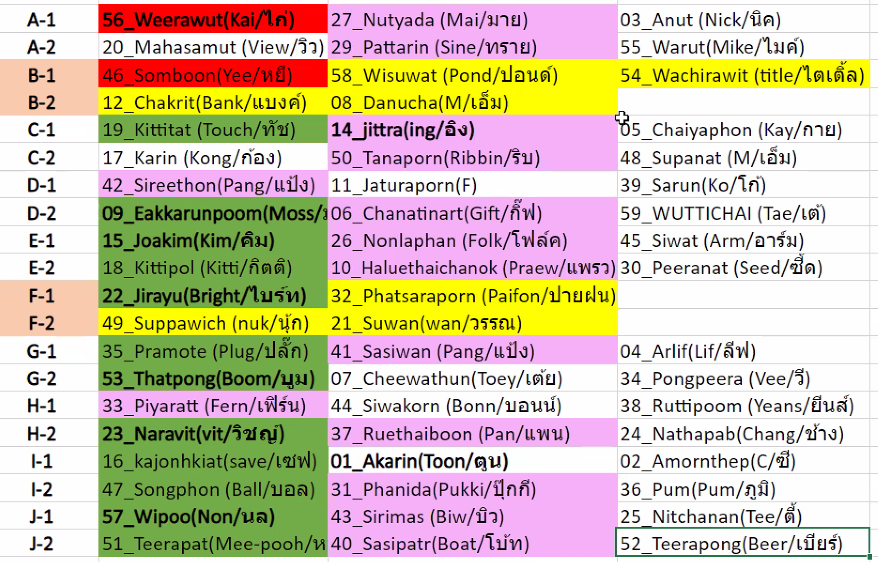 A-1 56_Weerawut(Kai/ไก่) 27_Nutyada (Mai/มาย) 03_Anut (Nick/นิค)
A-2 20_Mahasamut (View/วิว) 29_Pattarin (Sine/ทราย) 55_Warut(Mike/ไมค์)
B-1 46_Somboon(Yee/หยี) 58_Wisuwat (Pond/ปอนด์) 54_Wachirawit (title/ไตเติ้ล)
B-2 12_Chakrit(Bank/แบงค์) 08_Danucha(M/เอ็ม)
C-1 19_Kittitat (Touch/ทัช) 14_jittra(ing/อิง) 05_Chaiyaphon (Kay/กาย)
C-2 17_Karin (Kong/ก้อง) 50_Tanaporn(Ribbin/ริบ) 48_Supanat (M/เอ็ม)
D-1 42_Sireethon(Pang/แป้ง) 11_Jaturaporn(F) 39_Sarun(Ko/โก้)
D-2 09_Eakkarunpoom(Moss/ 06_Chanatinart(Gift/กิ๊ฟ) 59_WUTTICHAI (Tae/เต้)
E-1 15_Joakim(Kim/คิม) 26_Nonlaphan (Folk/โฟล์ค) 45_Siwat (Arm/อาร์ม)
E-2 18_Kittipol (Kitti/กิตติ) 10_Haluethaichanok (Praew/แพรว) 30_Peeranat (Seed/ซี้ด)
F-1 22_Jirayu(Bright/ไบร์ท) 32_Phatsaraporn (Paifon/ปายฝน)
F-2 49_Suppawich (nuk/นุ้ก) 21_Suwan(wan/วรรณ)
G-1 35_Pramote (Plug/ปลั๊ก) 41_Sasiwan (Pang/แป้ง) 04_Arlif(Lif/ลีฟ)
G-2 53_Thatpong(Boom/บูม) 07_Cheewathun(Toey/เต้ย) 34_Pongpeera (Vee/วี)
H-1 33_Piyaratt (Fern/เฟิร์น) 44_Siwakorn (Bonn/บอนน์) 38_Ruttipoom (Yeans/ยีนส์)
H-2 23_Naravit(vit/วิชญ์) 37_Ruethaiboon (Pan/แพน) 24_Nathapab(Chang/ช้าง)
I-1 16_kajonhkiat(save/เซฟ) 01_Akarin(Toon/ตูน) 02_Amornthep(C/ซี)
I-2 47_Songphon (Ball/บอล) 31_Phanida(Pukki/ปุ๊กกี) 36_Pum(Pum/ภูมิ)
J-1 57_Wipoo(Non/นล) 43_Sirimas (Biw/บิว) 25_Nitchanan(Tee/ตี้)
J-2 51_Teerapat(Mee-pooh/ห 40_Sasipatr(Boat/โบ้ท) 52_Teerapong(Beer/เบียร์)